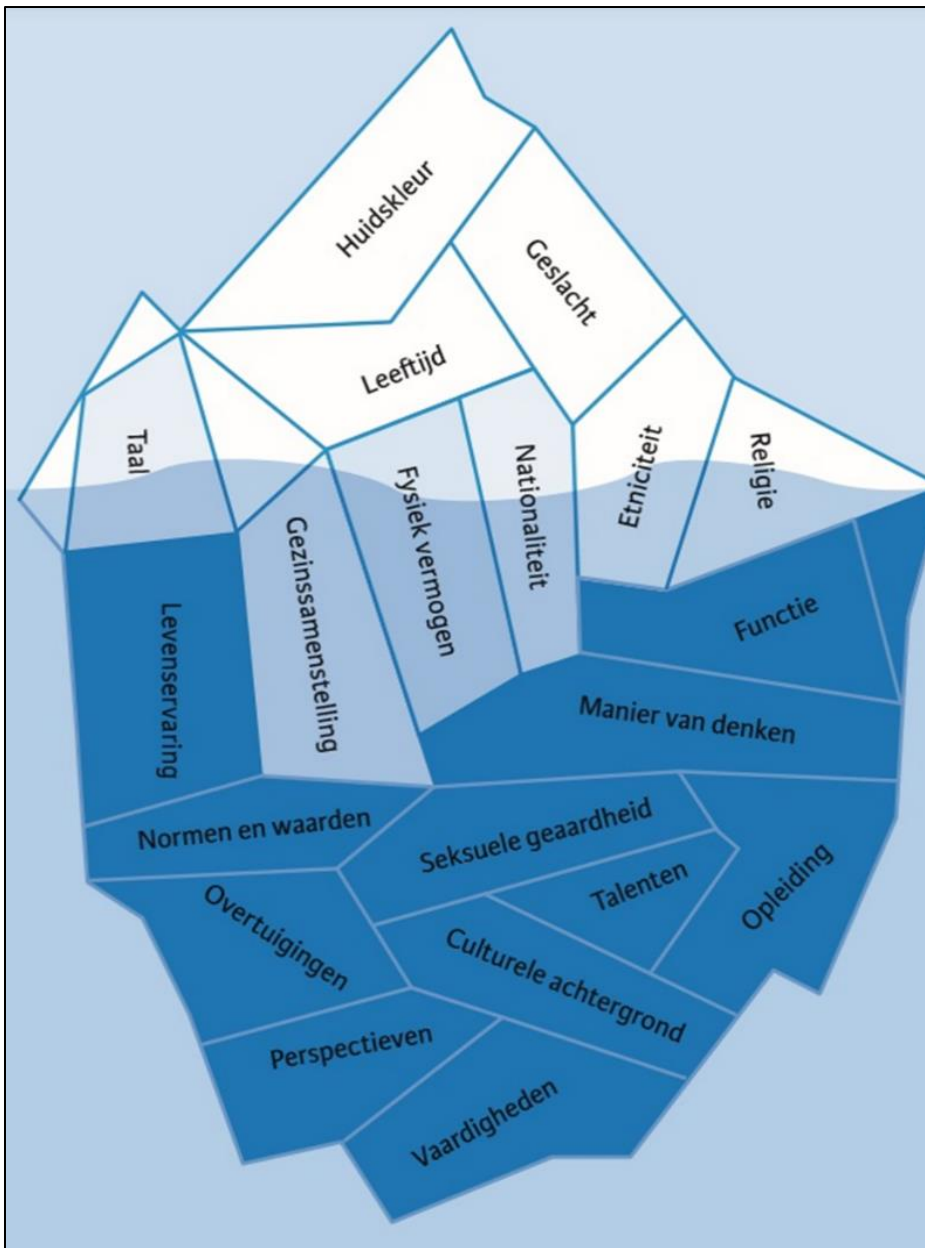 Huidskleur
Geslacht
Leeftijd
Taal
Fysiek vermogen
Nationaliteit
Etniciteit
Religie
Gezinssamenstelling
Levenservaring
Functie
Manier van denken
Normen en waarden
Seksuele geaardheid
Talenten
Opleiding
Overtuigingen
Culturele achtergrond
Perspectieven
Vaardigheden